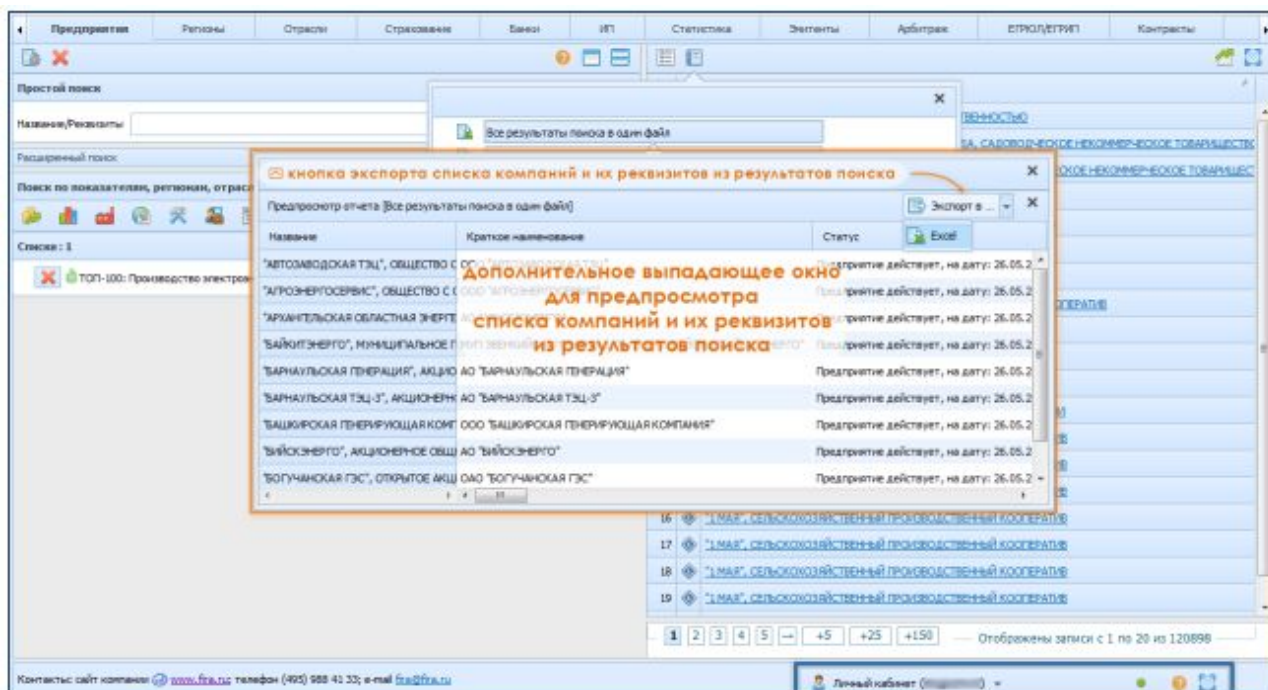 Предприятия Регионы Отрасли Страхование Банки ИП Статистика Эмитенты Арбитраж ЕГРЮЛ/ЕГРИП Контракты
Простой поиск
Название/Реквизиты
Все результаты поиска в один файл
Расширенный поиск
кнопка экспорта списка компаний и их реквизитов из результатов поиска
Поиск по показателям, регионам, отрасл
Предпросмотр отчета [Все результаты поиска в один файл]
Экспорт в ...
Excel
Списки : 1
Название Краткое наименование Статус
ТОП-100: Производство электроэн
"АВТОЗАВОДСКАЯ ТЭЦ", ОБЩЕСТВО С
Предприятие действует, на дату: 26.05.2
дополнительное выпадающее окно
для предпросмотра
списка компаний и их реквизитов
из результатов поиска
"АГРОЭНЕРГОСЕРВИС", ОБЩЕСТВО С
приятие действует, на дату: 26.05.2
"АРХАНГЕЛЬСКАЯ ОБЛАСТНАЯ ЭНЕРГЕ
приятие действует, на дату: 26.05.2
"БАЙКИТЭНЕРГО", МУНИЦИПАЛЬНОЕ П
приятие действует, на дату: 26.05.2
"БАРНАУЛЬСКАЯ ГЕНЕРАЦИЯ", АКЦИО АО "БАРНАУЛЬСКАЯ ГЕНЕРАЦИЯ" Предприятие действует, на дату: 26.05.2
"БАРНАУЛЬСКАЯ ТЭЦ-3", АКЦИОНЕРН АО "БАРНАУЛЬСКАЯ ТЭЦ-3" Предприятие действует, на дату: 26.05.2
"БАШКИРСКАЯ ГЕНЕРИРУЮЩАЯ КОМП ООО "БАШКИРСКАЯ ГЕНЕРИРУЮЩАЯ КОМПАНИЯ" Предприятие действует, на дату: 26.05.2
"БИЙСКЭНЕРГО", АКЦИОНЕРНОЕ ОБЩ АО "БИЙСКЭНЕРГО" Предприятие действует, на дату: 26.05.2
"БОГУЧАНСКАЯ ГЭС", ОТКРЫТОЕ АКЦ ОАО "БОГУЧАНСКАЯ ГЭС" Предприятие действует, на дату: 26.05.2
16 "1 МАЯ", СЕЛЬСКОХОЗЯЙСТВЕННЫЙ ПРОИЗВОДСТВЕННЫЙ КООПЕРАТИВ
17 "1 МАЯ", СЕЛЬСКОХОЗЯЙСТВЕННЫЙ ПРОИЗВОДСТВЕННЫЙ КООПЕРАТИВ
18 "1 МАЯ", СЕЛЬСКОХОЗЯЙСТВЕННЫЙ ПРОИЗВОДСТВЕННЫЙ КООПЕРАТИВ
19 "1 МАЯ", СЕЛЬСКОХОЗЯЙСТВЕННЫЙ ПРОИЗВОДСТВЕННЫЙ КООПЕРАТИВ
1 2 3 4 5 → +5 +25 +150 Отображены записи с 1 по 20 из 120898
Контакты: сайт компании www.fira.ru; телефон (495) 988 41 33; e-mail fira@fira.ru
Личный кабинет (